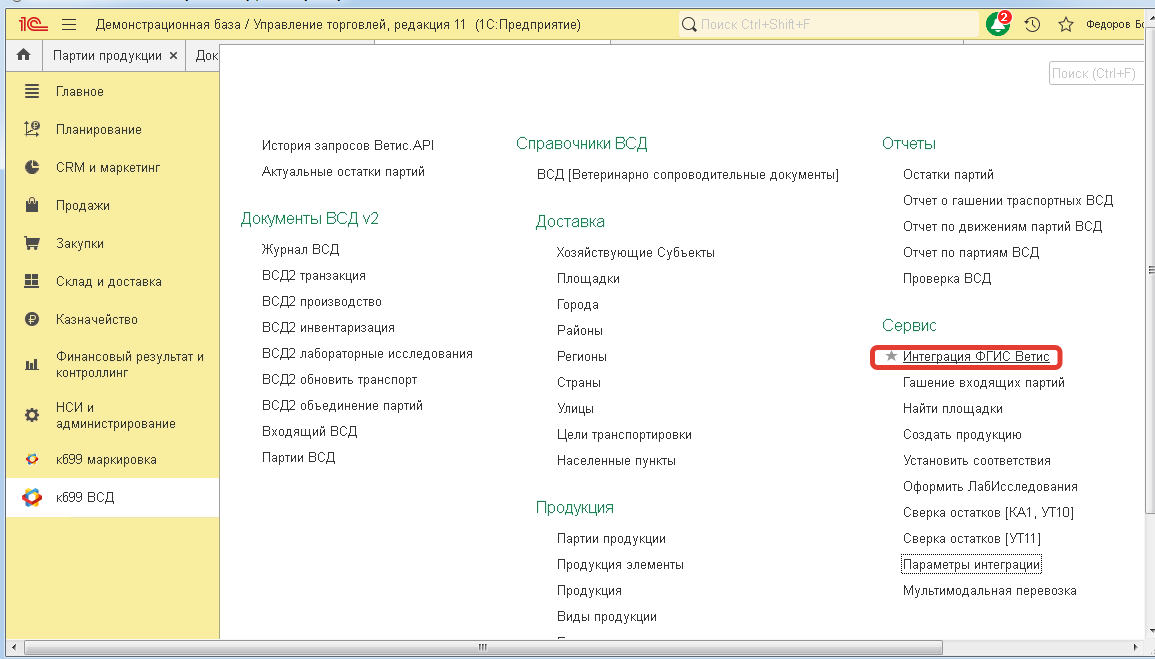 1С Демонстрационная база / Управление торговлей, редакция 11 (1С:Предприятие)
Поиск Ctrl+Shift+F
2
Федоров Бо
Партии продукции ×
Док
Поиск (Ctrl+F)
Главное
Планирование
CRM и маркетинг
Продажи
Закупки
Склад и доставка
Казначейство
Финансовый результат и
контроллинг
НСИ и
администрирование
к699 маркировка
к699 ВСД
История запросов Ветис.API
Актуальные остатки партий
Документы ВСД v2
Журнал ВСД
ВСД2 транзакция
ВСД2 производство
ВСД2 инвентаризация
ВСД2 лабораторные исследования
ВСД2 обновить транспорт
ВСД2 объединение партий
Входящий ВСД
Партии ВСД
Справочники ВСД
ВСД [Ветеринарно сопроводительные документы]
Доставка
Хозяйствующие Субъекты
Площадки
Города
Районы
Регионы
Страны
Улицы
Цели транспортировки
Населенные пункты
Продукция
Партии продукции
Продукция элементы
Продукция
Виды продукции
Отчеты
Остатки партий
Отчет о гашении траспортных ВСД
Отчет по движениям партий ВСД
Отчет по партиям ВСД
Проверка ВСД
Сервис
Интеграция ФГИС Ветис
Гашение входящих партий
Найти площадки
Создать продукцию
Установить соответствия
Оформить ЛабИсследования
Сверка остатков [КА1, УТ10]
Сверка остатков [УТ11]
Параметры интеграции
Мультимодальная перевозка